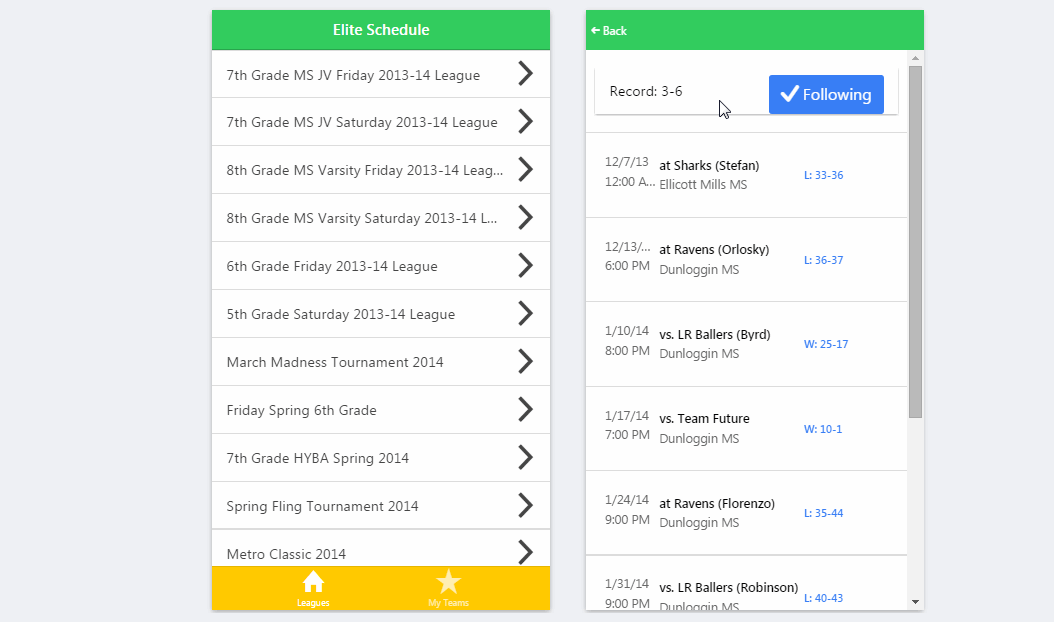 Elite Schedule
7th Grade MS JV Friday 2013-14 League
7th Grade MS JV Saturday 2013-14 League
8th Grade MS Varsity Friday 2013-14 Leag...
8th Grade MS Varsity Saturday 2013-14 L...
6th Grade Friday 2013-14 League
5th Grade Saturday 2013-14 League
March Madness Tournament 2014
Friday Spring 6th Grade
7th Grade HYBA Spring 2014
Spring Fling Tournament 2014
Metro Classic 2014
Leagues
My Teams
Back
Record: 3-6
Following
12/7/13 at Sharks (Stefan)
12:00 A... Ellicott Mills MS
L: 33-36
12/13/... at Ravens (Orlosky)
6:00 PM Dunloggin MS
L: 36-37
1/10/14 vs. LR Ballers (Byrd)
8:00 PM Dunloggin MS
W: 25-17
1/17/14 vs. Team Future
7:00 PM Dunloggin MS
W: 10-1
1/24/14 at Ravens (Florenzo)
9:00 PM Dunloggin MS
L: 35-44
1/31/14 vs. LR Ballers (Robinson)
9:00 PM Dunloggin MS
L: 40-43